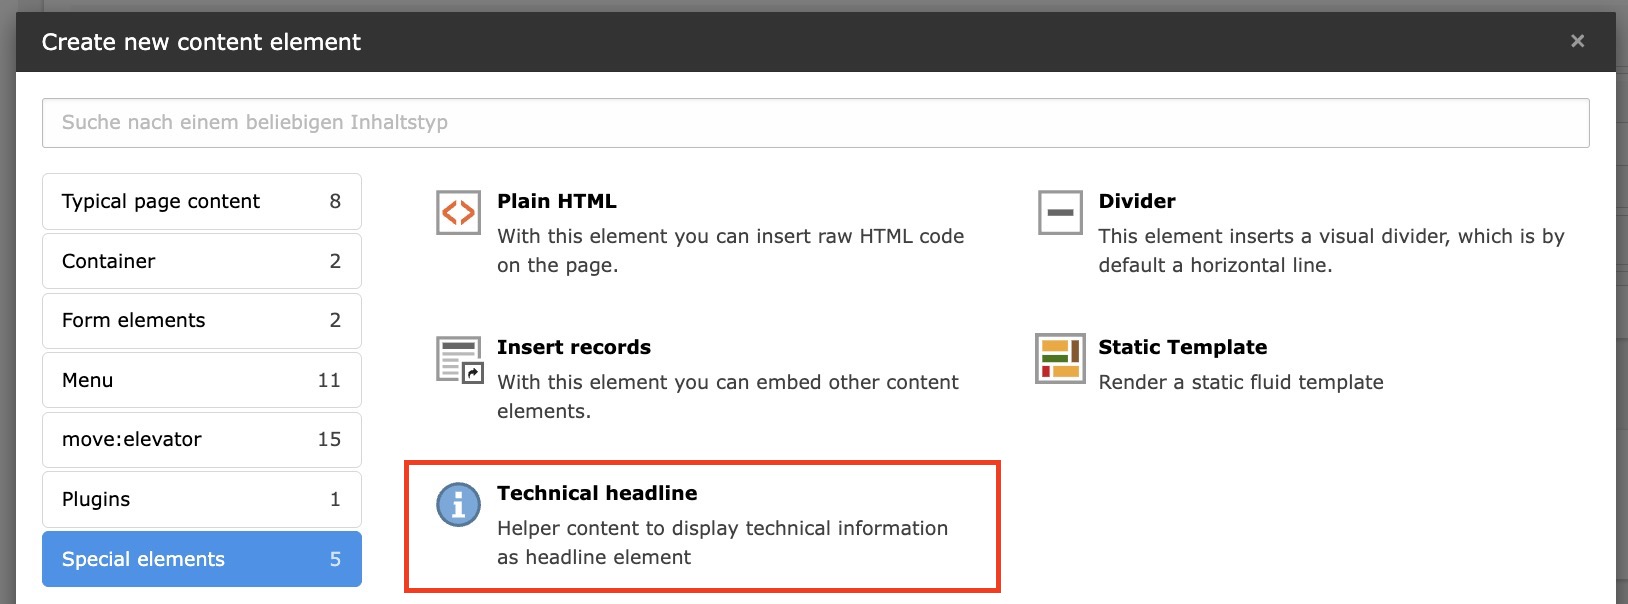 Create new content element
×
Suche nach einem beliebigen Inhaltstyp
Typical page content 8
Container 2
Form elements 2
Menu 11
move:elevator 15
Plugins 1
Special elements 5
Plain HTML
With this element you can insert raw HTML code
on the page.
Divider
This element inserts a visual divider, which is by
default a horizontal line.
Insert records
With this element you can embed other content
elements.
Static Template
Render a static fluid template
Technical headline
Helper content to display technical information
as headline element